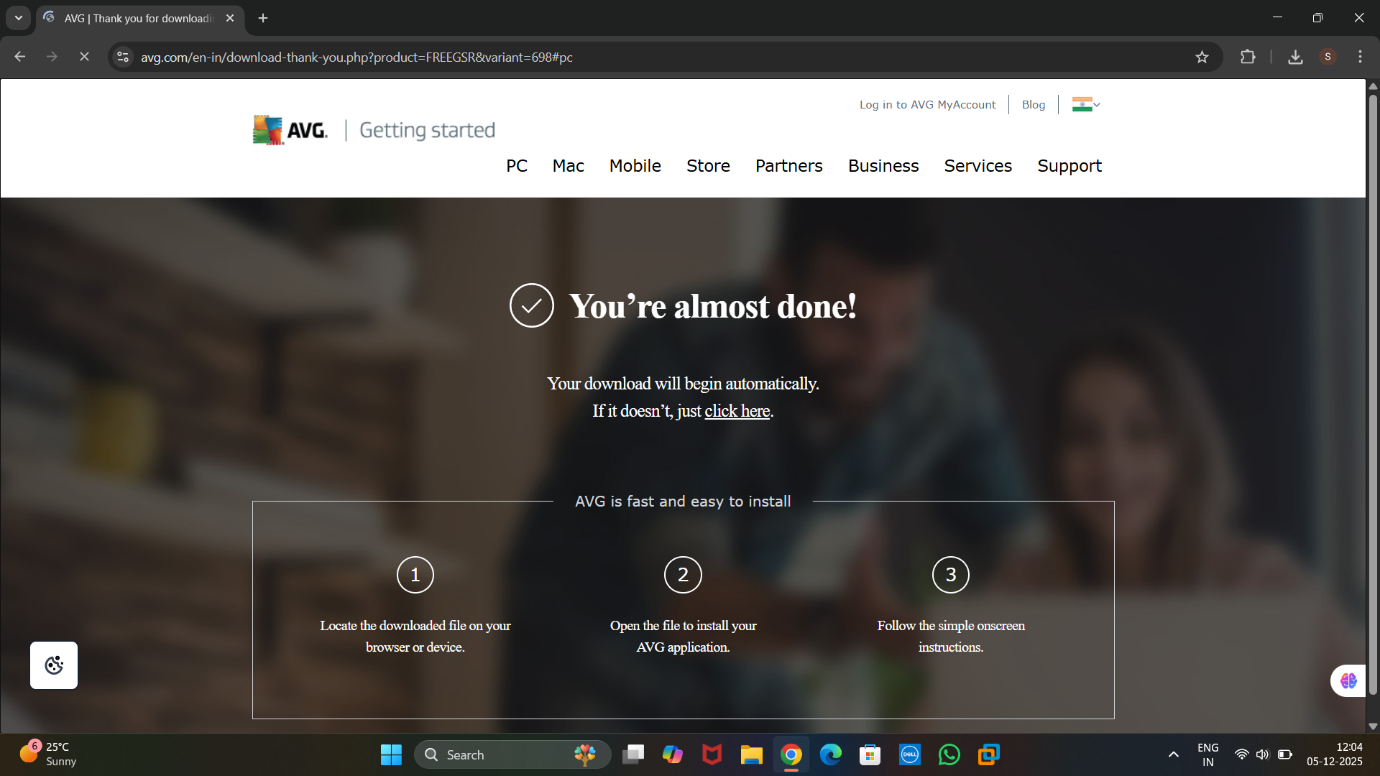 AVG | Thank you for downloadi
avg.com/en-in/download-thank-you.php?product=FREEGSR&variant=698#pc
S
Log in to AVG MyAccount
Blog
AVG.
Getting started
PC
Mac
Mobile
Store
Partners
Business
Services
Support
You’re almost done!
Your download will begin automatically.
If it doesn’t, just click here.
AVG is fast and easy to install
1
2
3
Locate the downloaded file on your
browser or device.
Open the file to install your
AVG application.
Follow the simple onscreen
instructions.
6
25°C
Sunny
Search
DELL
ENG
IN
12:04
05-12-2025